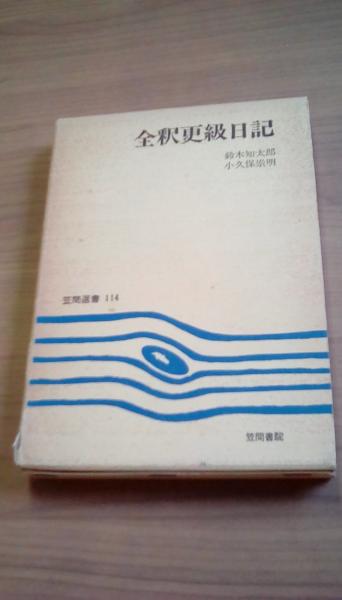 全釈更級日記
鈴木知太郎
小久保崇明
笠間選書 114
笠間書院